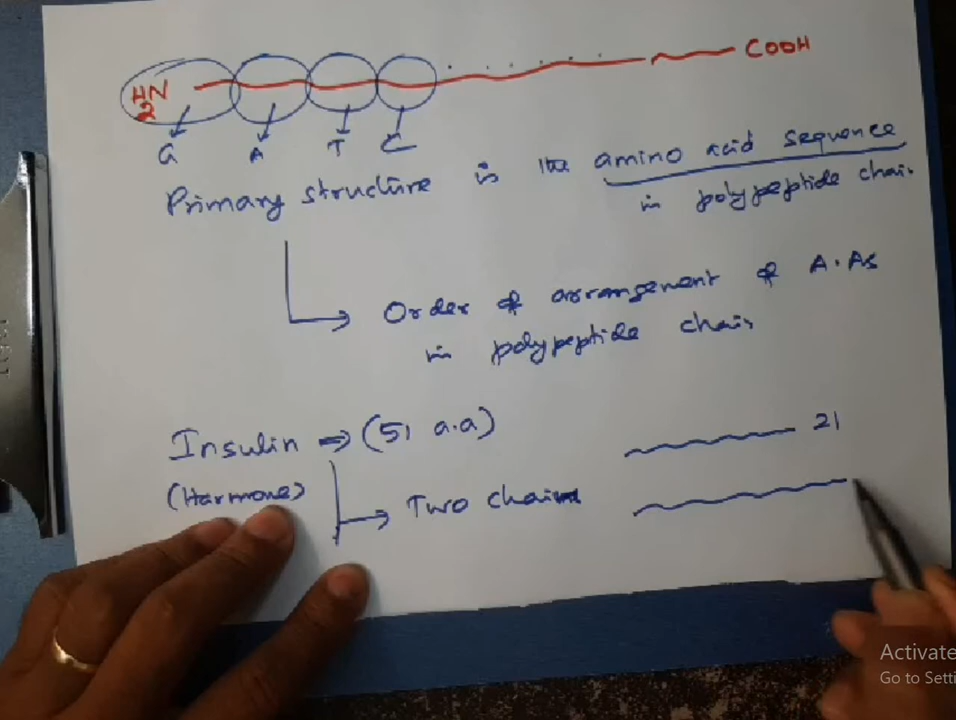 H2N COOH
G A T C
Primary structure is the amino acid sequence
in polypeptide chain
Order of arrangement of A.As
in polypeptide chain
Insulin ⇒ (51 a.a)
21
(Harmone)
Two chain
Activate
Go to Setti